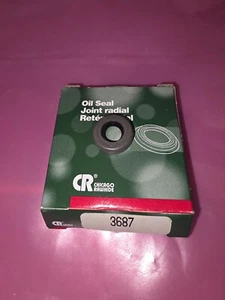 Oil Seal
Joint radial
CR
CHICAGO
RAWHIDE
3687